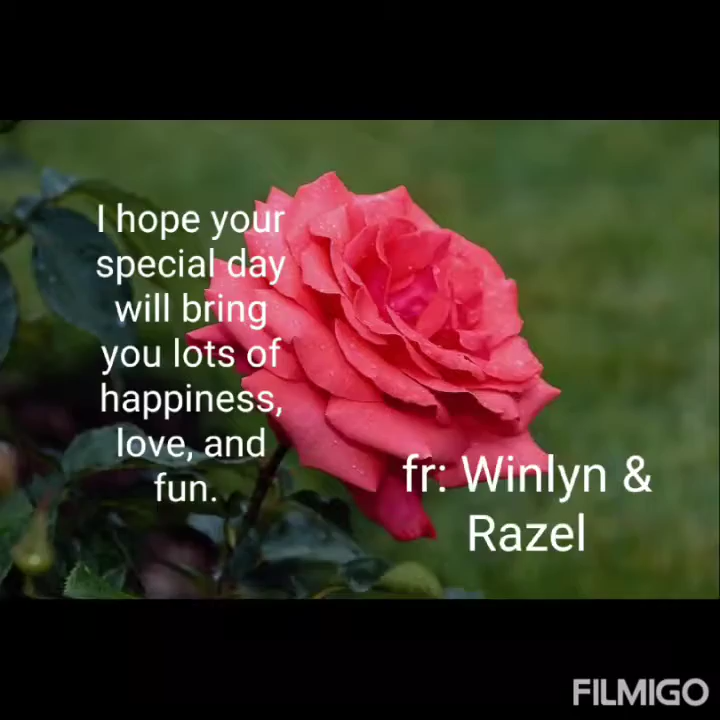 I hope your
special day
will bring
you lots of
happiness,
love, and
fun.
fr: Winlyn &
Razel
FILMIGO